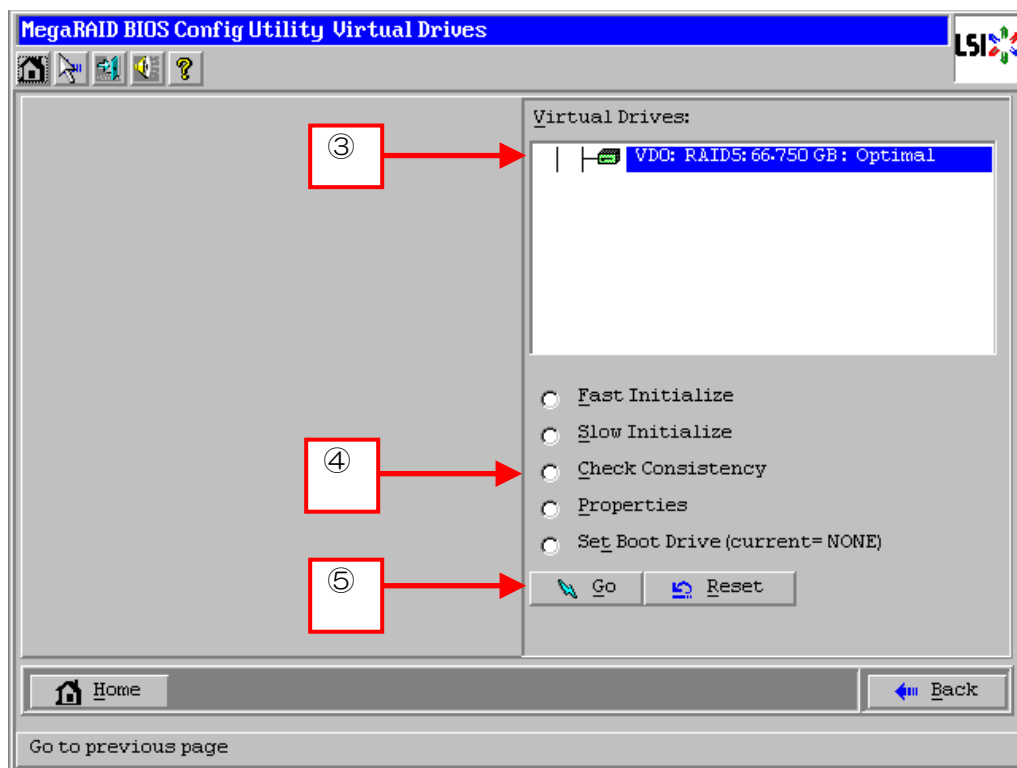 MegaRAID BIOS Config Utility Virtual Drives
LSI
?
Virtual Drives:
③
VD0: RAID5: 66.750 GB: Optimal
Fast Initialize
Slow Initialize
④
Check Consistency
Properties
Set Boot Drive (current= NONE)
⑤
Go
Reset
Home
Back
Go to previous page